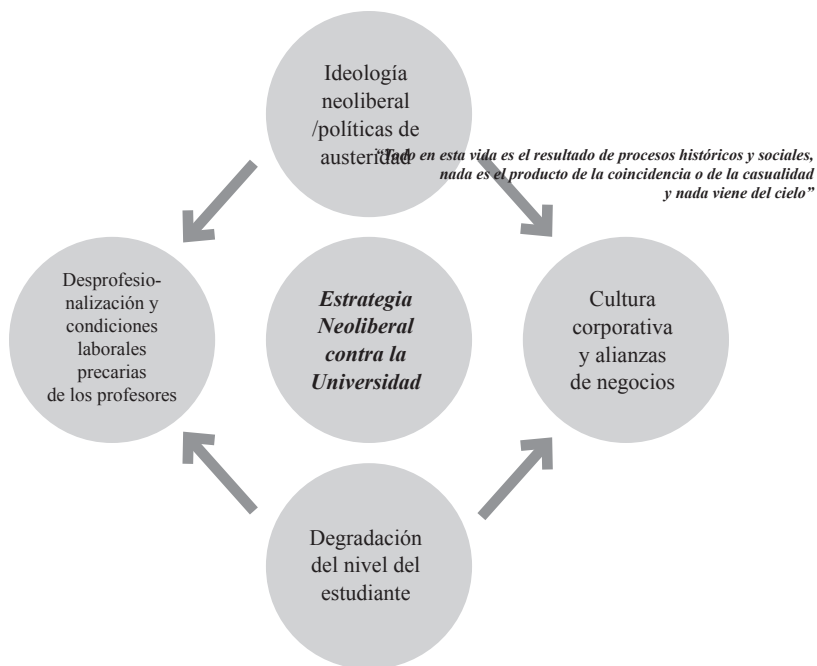 Ideología
neoliberal
/políticas de
austeridad
“Todo en esta vida es el resultado de procesos históricos y sociales,
nada es el producto de la coincidencia o de la casualidad
y nada viene del cielo”
Desprofesio-
nalización y
condiciones
laborales
precarias
de los profesores
Estrategia
Neoliberal
contra la
Universidad
Cultura
corporativa
y alianzas
de negocios
Degradación
del nivel del
estudiante